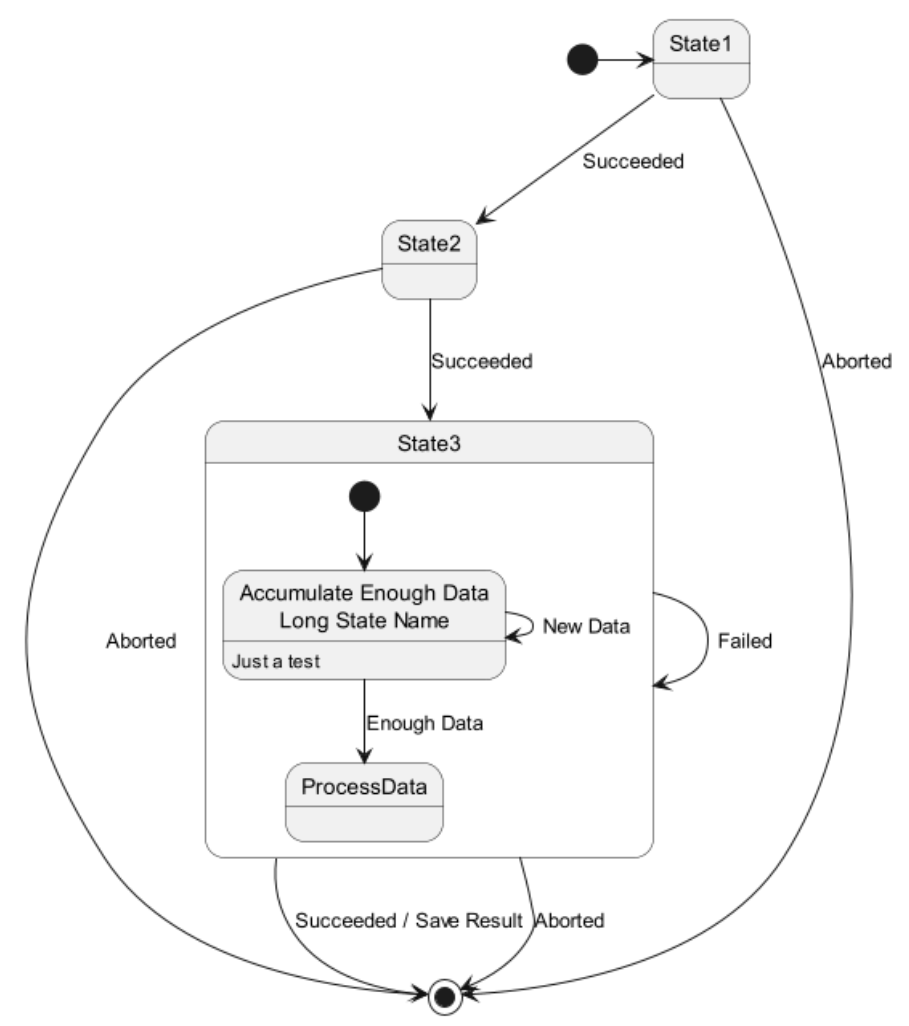 State1
Succeeded
State2
Succeeded
Aborted
State3
Accumulate Enough Data
Long State Name
New Data
Just a test
Aborted
Failed
Enough Data
ProcessData
Succeeded / Save Result
Aborted